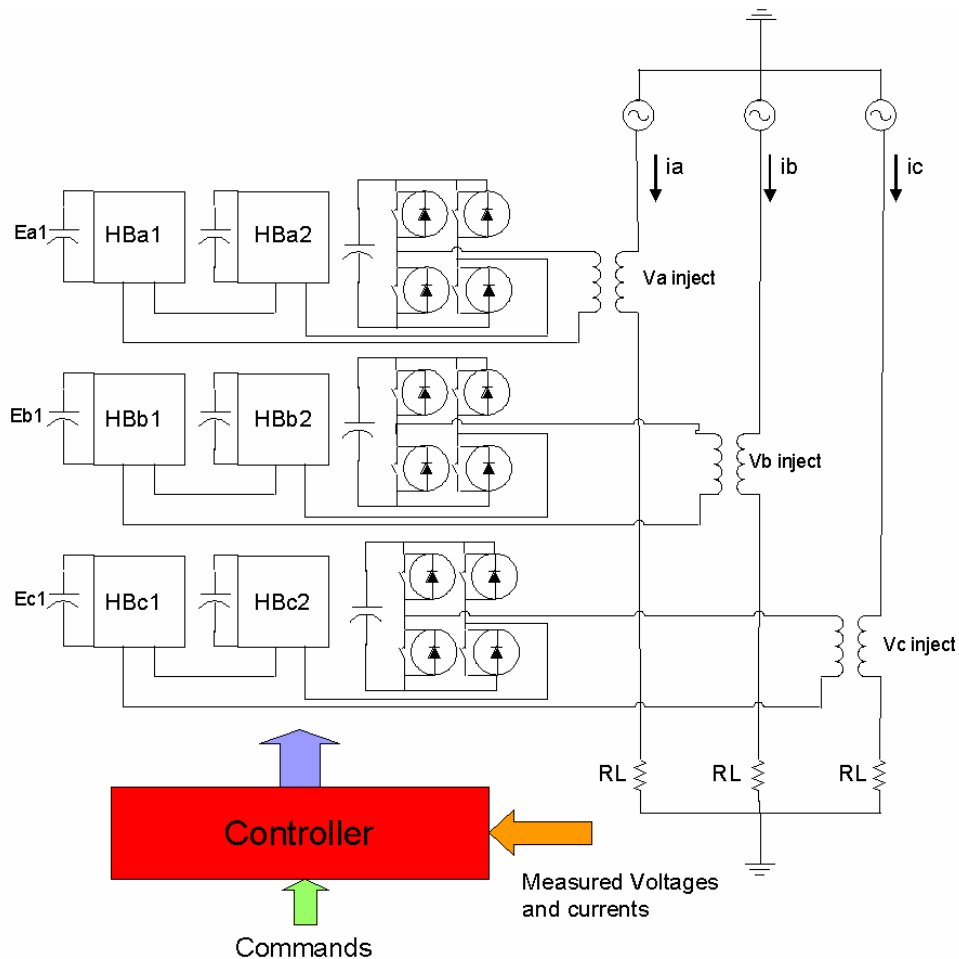 ia
ib
ic
Ea1
HBa1
HBa2
Va inject
Eb1
HBb1
HBb2
Vb inject
Ec1
HBc1
HBc2
Vc inject
RL
RL
RL
Controller
Measured Voltages
and currents
Commands